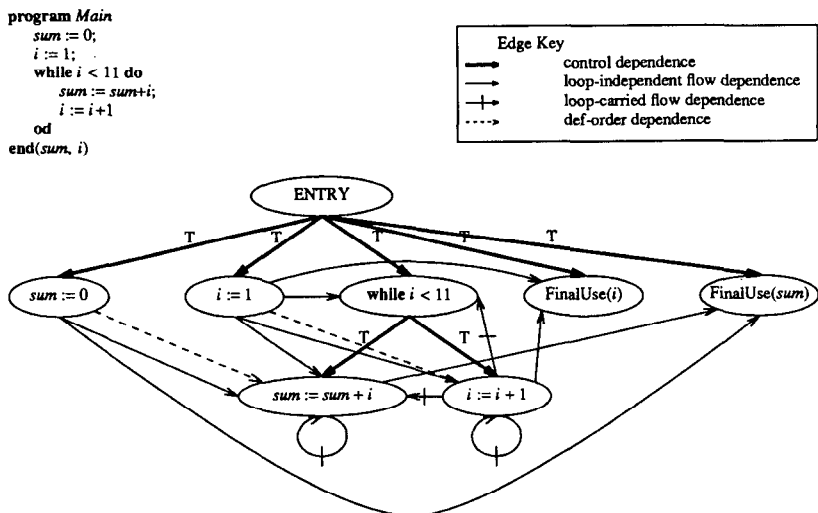 program Main
sum := 0;
i := 1;
while i < 11 do
sum := sum+i;
i := i+1
od
end(sum, i)
Edge Key
control dependence
loop-independent flow dependence
loop-carried flow dependence
def-order dependence
ENTRY
T T T T T
sum := 0
i := 1
while i < 11
FinalUse(i)
FinalUse(sum)
T T
sum := sum + i
i := i + 1